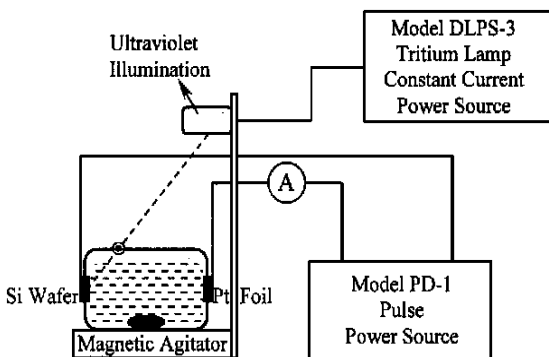 Ultraviolet
Illumination
Model DLPS-3
Tritium Lamp
Constant Current
Power Source
A
Si Wafer
Pt Foil
Model PD-1
Pulse
Power Source
Magnetic Agitator